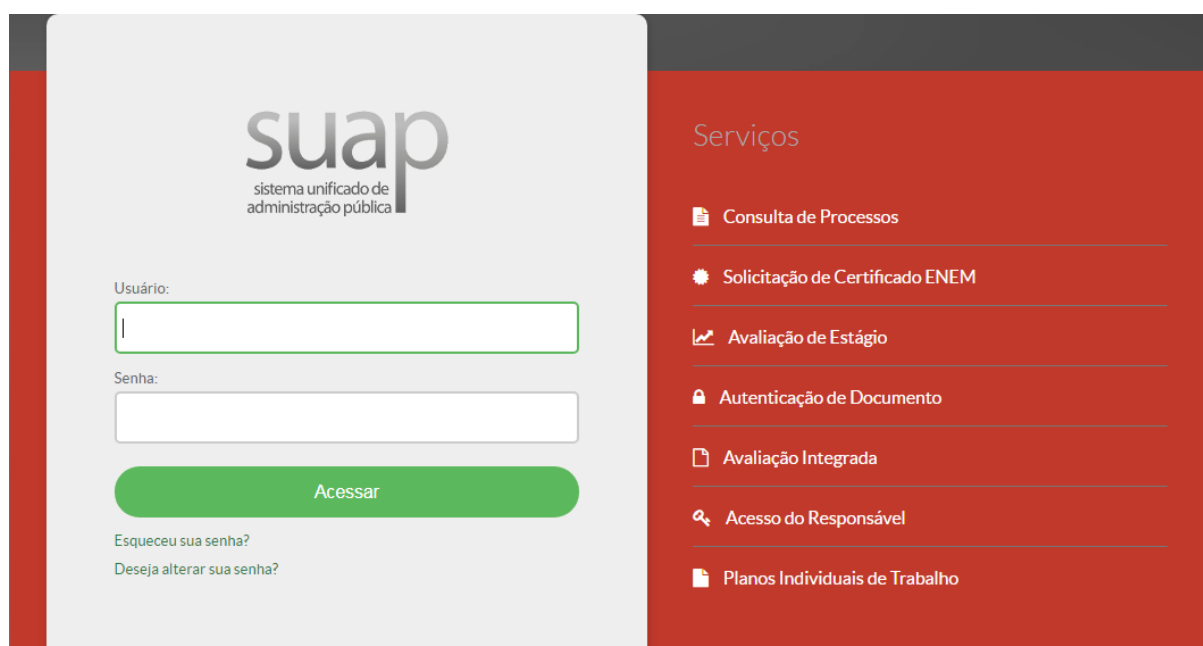 suap
sistema unificado de
administração pública
Usuário:
Senha:
Acessar
Esqueceu sua senha?
Deseja alterar sua senha?
Serviços
Consulta de Processos
Solicitação de Certificado ENEM
Avaliação de Estágio
Autenticação de Documento
Avaliação Integrada
Acesso do Responsável
Planos Individuais de Trabalho